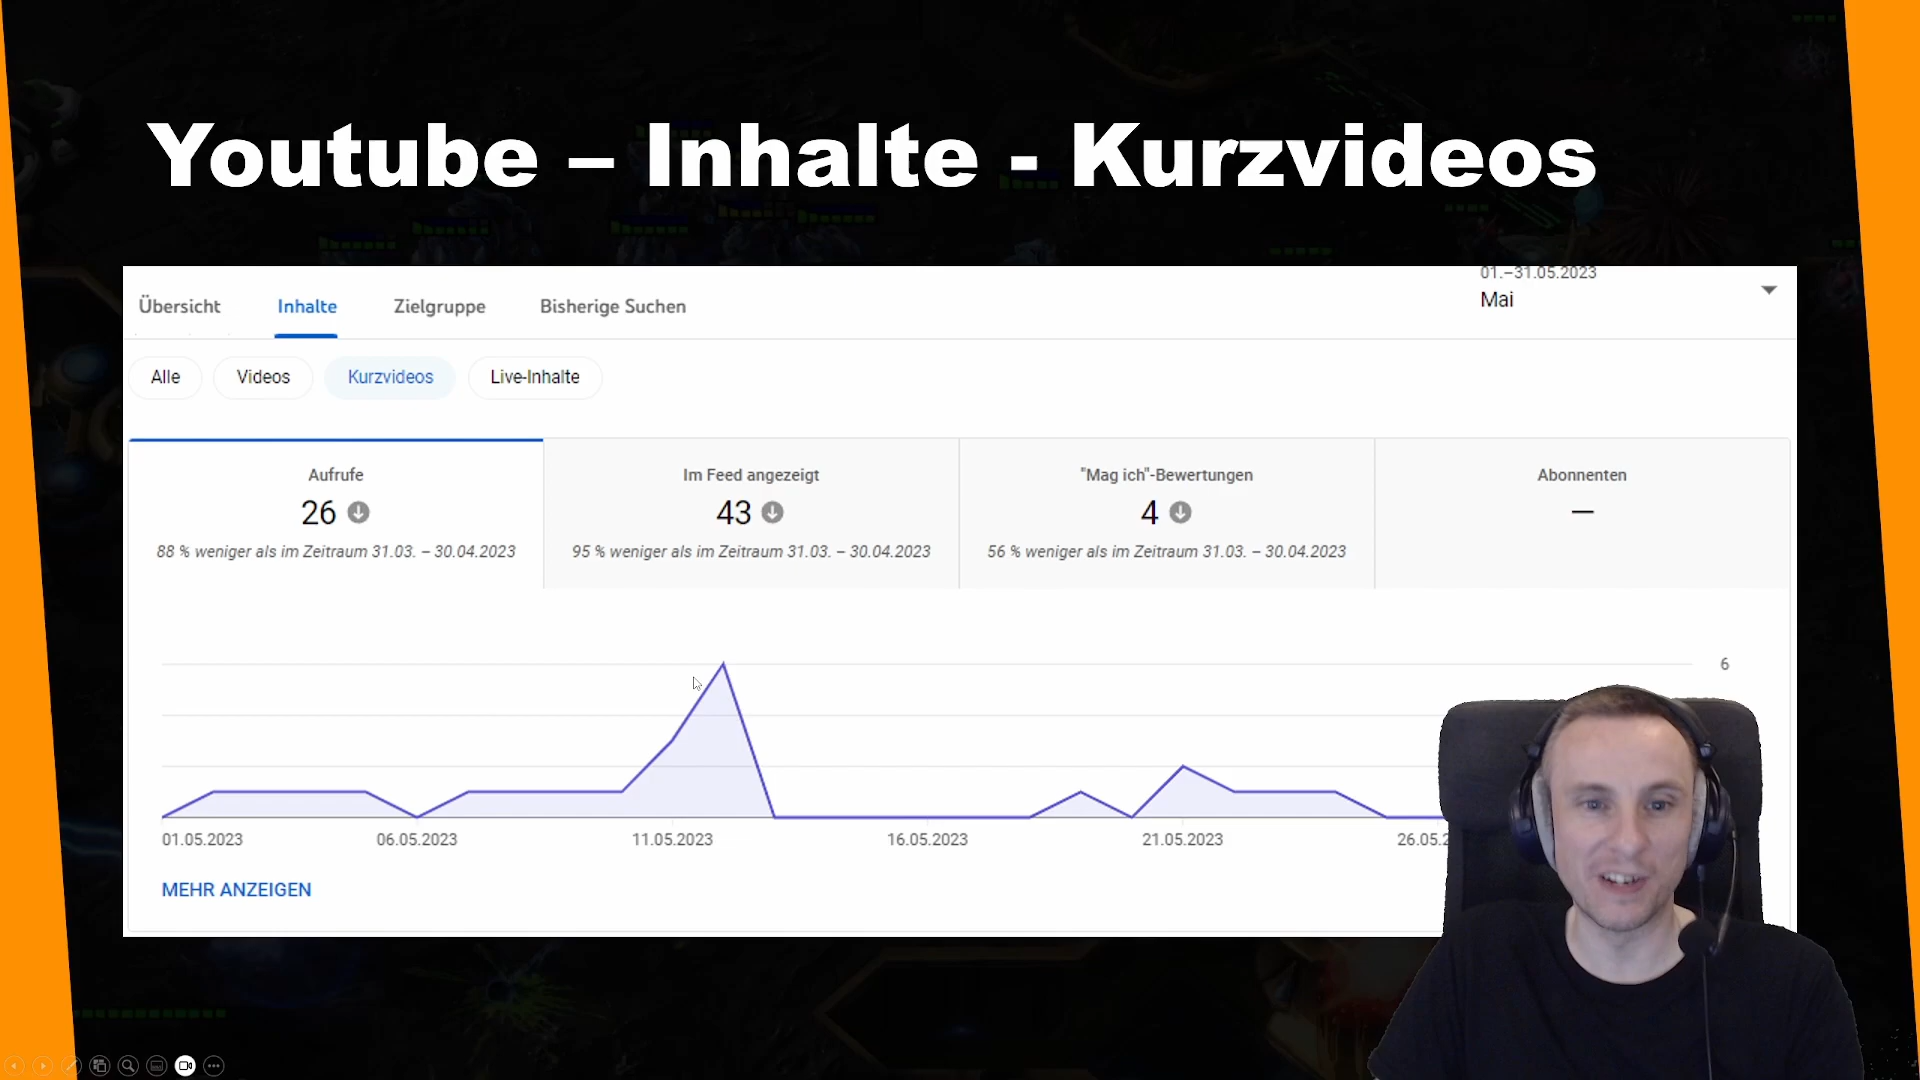 Youtube – Inhalte - Kurzvideos
01.–31.05.2023
Übersicht Inhalte Zielgruppe Bisherige Suchen Mai
Alle Videos Kurzvideos Live-Inhalte
Aufrufe Im Feed angezeigt "Mag ich"-Bewertungen Abonnenten
26 43 4 —
88 % weniger als im Zeitraum 31.03. – 30.04.2023 95 % weniger als im Zeitraum 31.03. – 30.04.2023 56 % weniger als im Zeitraum 31.03. – 30.04.2023
6
01.05.2023 06.05.2023 11.05.2023 16.05.2023 21.05.2023 26.05.2
MEHR ANZEIGEN